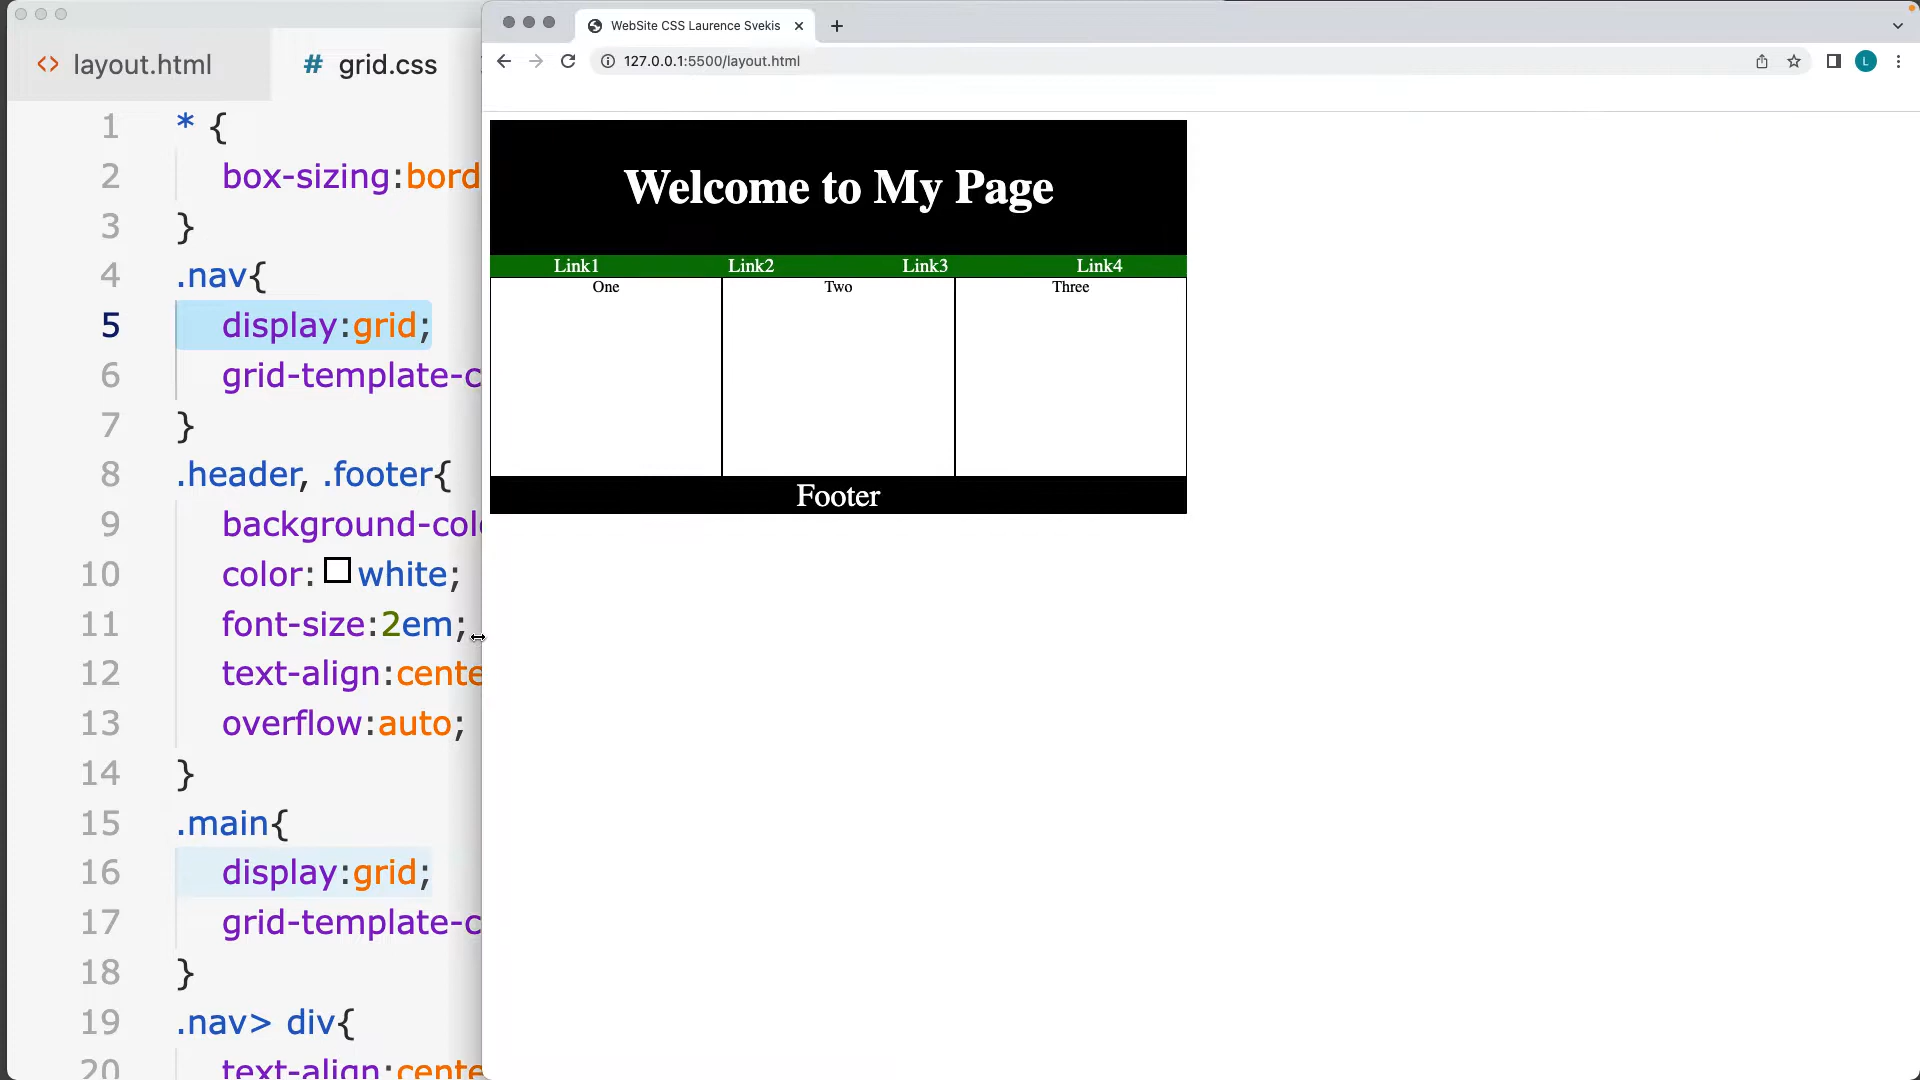 layout.html
# grid.css
1 * {
2 box-sizing:bord
3 }
4 .nav{
5 display:grid;
6 grid-template-c
7 }
8 .header, .footer{
9 background-col
10 color: white;
11 font-size:2em;
12 text-align:cente
13 overflow:auto;
14 }
15 .main{
16 display:grid;
17 grid-template-c
18 }
19 .nav> div{
20 text-align:cente
WebSite CSS Laurence Svekis
127.0.0.1:5500/layout.html
L
Welcome to My Page
Link1 Link2 Link3 Link4
One Two Three
Footer